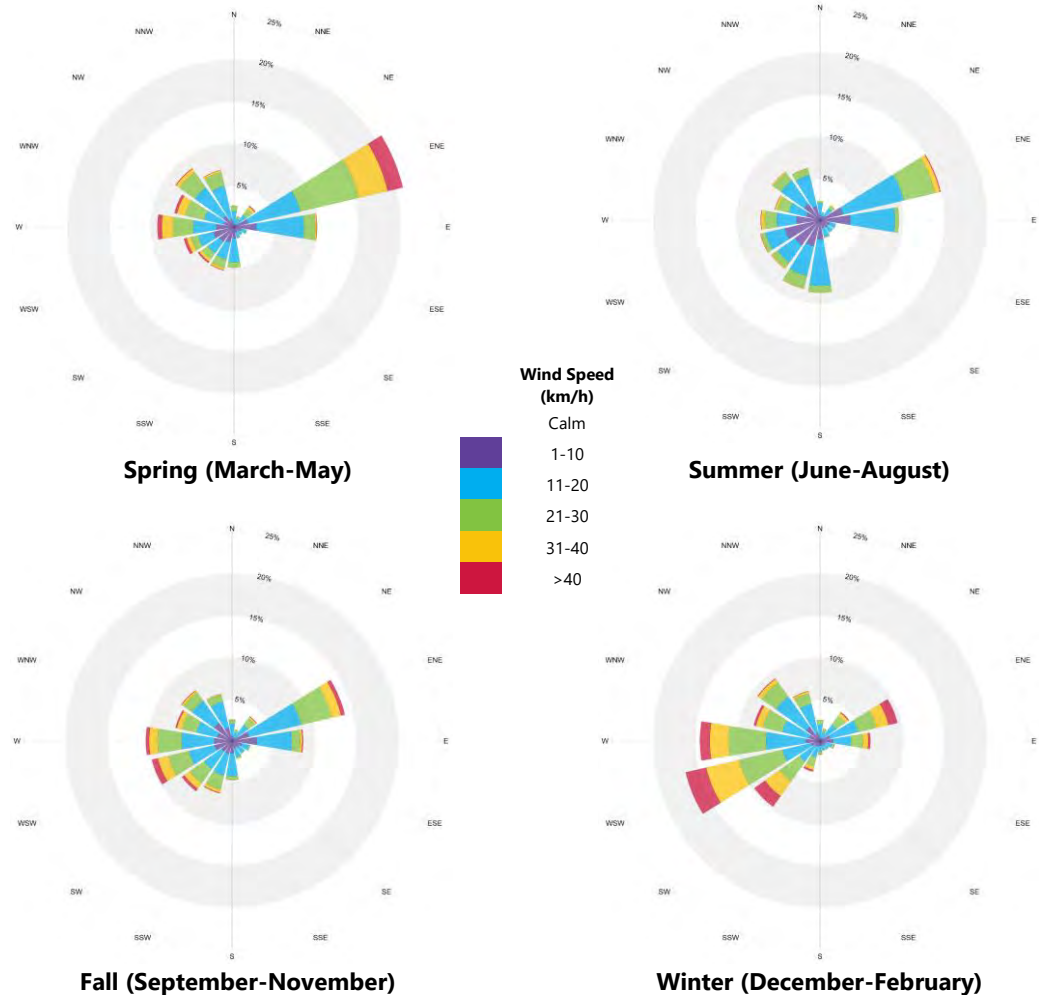 N
25%
NNW
NNE
20%
NW
NE
15%
10%
WNW
ENE
5%
W
E
WSW
ESE
SW
SE
SSW
SSE
S
Spring (March-May)
N
25%
NNW
NNE
20%
NW
NE
15%
10%
WNW
ENE
5%
W
E
WSW
ESE
SW
SE
SSW
SSE
S
Summer (June-August)
Wind Speed
(km/h)
Calm
1-10
11-20
21-30
31-40
>40
N
25%
NNW
NNE
20%
NW
NE
15%
10%
WNW
ENE
5%
W
E
WSW
ESE
SW
SE
SSW
SSE
S
Fall (September-November)
N
25%
NNW
NNE
20%
NW
NE
15%
10%
WNW
ENE
5%
W
E
WSW
ESE
SW
SE
SSW
SSE
S
Winter (December-February)